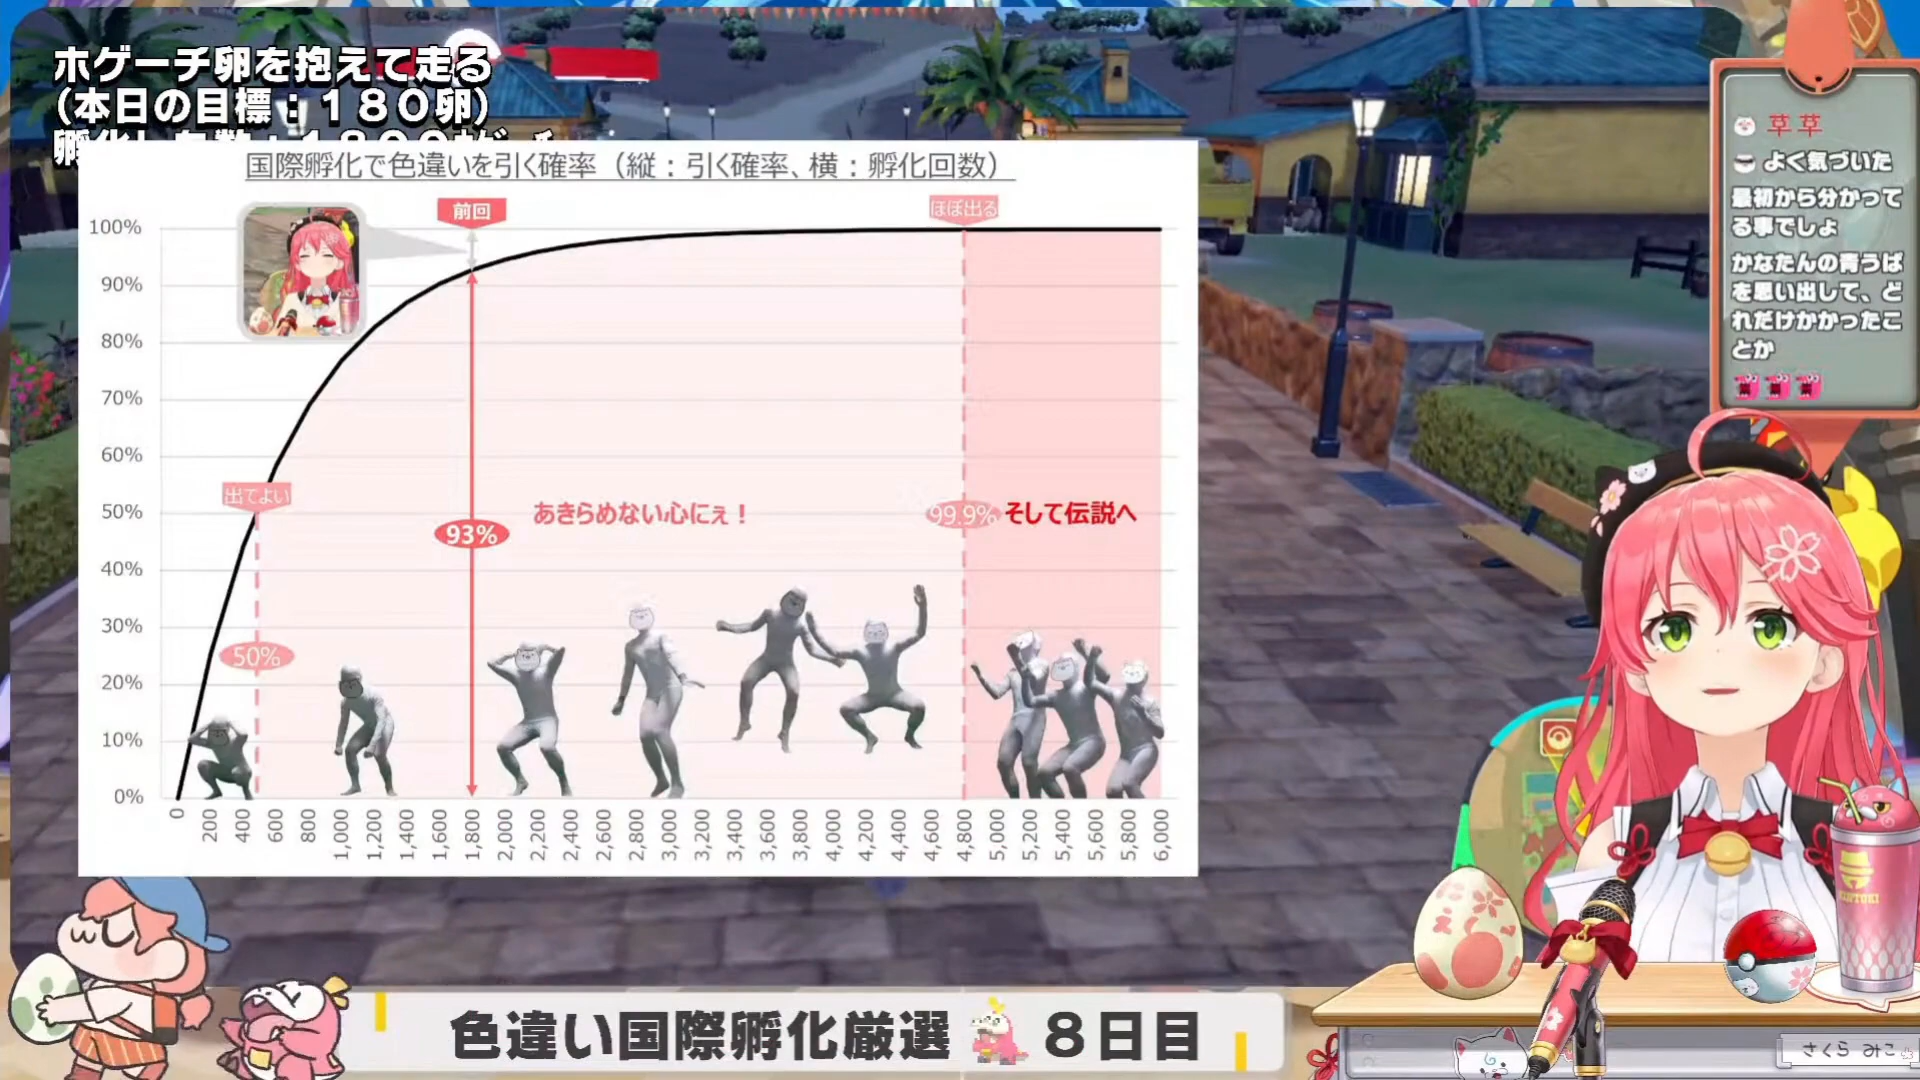 ホゲーチ卵を抱えて走る
(本日の目標:180卵)
国際孵化で色違いを引く確率（縦：引く確率、横：孵化回数）
前回
ほぼ出る
100%
90%
80%
70%
60%
出てよい
50%
あきらめない心にぇ！
99.9%
そして伝説へ
93%
40%
30%
50%
20%
10%
0%
0
200
400
600
800
1,000
1,200
1,400
1,600
1,800
2,000
2,200
2,400
2,600
2,800
3,000
3,200
3,400
3,600
3,800
4,000
4,200
4,400
4,600
4,800
5,000
5,200
5,400
5,600
5,800
6,000
草草
よく気づいた
最初から分かって
る事でしょ
かなたんの青うぱ
を思い出して、ど
れだけかかったこ
とか
色違い国際孵化厳選 8日目
さくら みこ